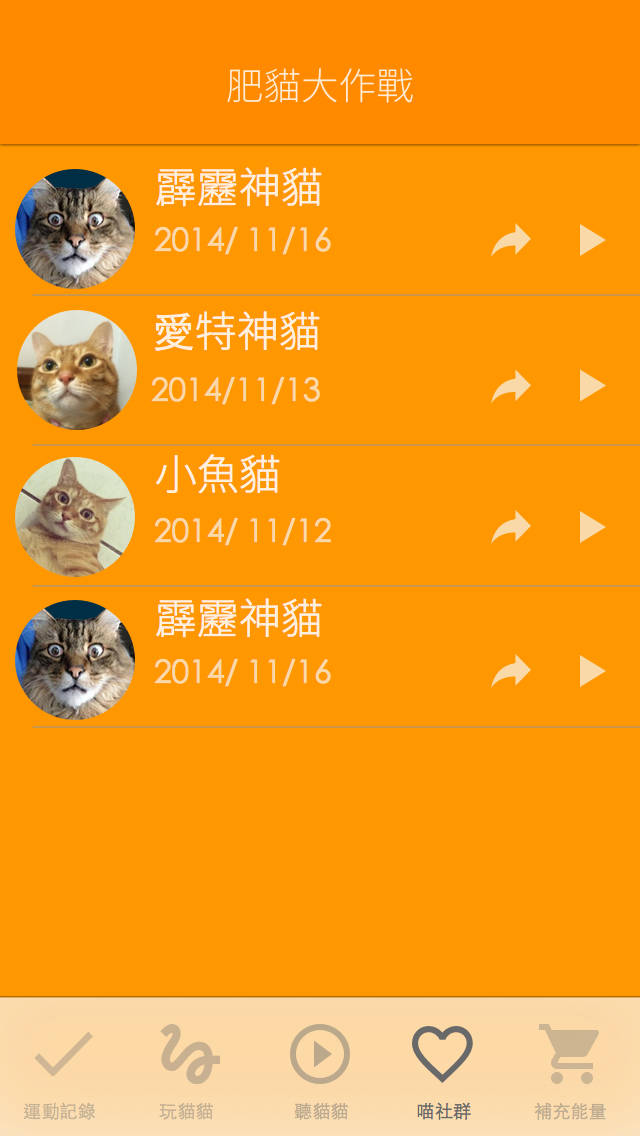 肥貓大作戰
霹靂神貓
2014/ 11/16
愛特神貓
2014/11/13
小魚貓
2014/ 11/12
霹靂神貓
2014/ 11/16
運動記錄 玩貓貓 聽貓貓 喵社群 補充能量